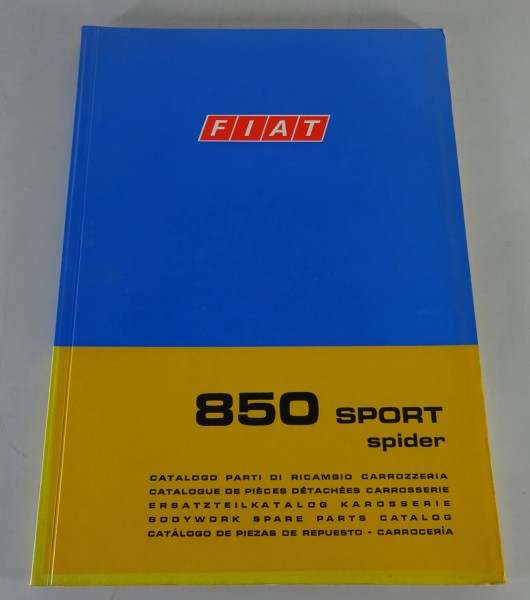 FIAT
850 SPORT
spider
CATALOGO PARTI DI RICAMBIO CARROZZERIA
CATALOGUE DE PIÈCES DÉTACHÉES CARROSSERIE
ERSATZTEILKATALOG KAROSSERIE
BODYWORK SPARE PARTS CATALOG
CATÁLOGO DE PIEZAS DE REPUESTO - CARROCERÍA